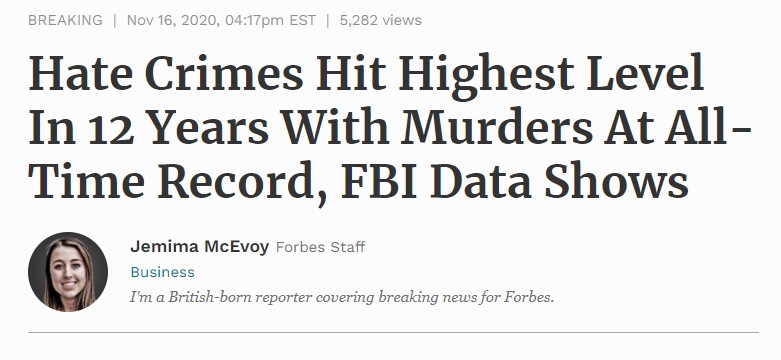 BREAKING | Nov 16, 2020, 04:17pm EST | 5,282 views
Hate Crimes Hit Highest Level
In 12 Years With Murders At All-
Time Record, FBI Data Shows
Jemima McEvoy Forbes Staff
Business
I'm a British-born reporter covering breaking news for Forbes.